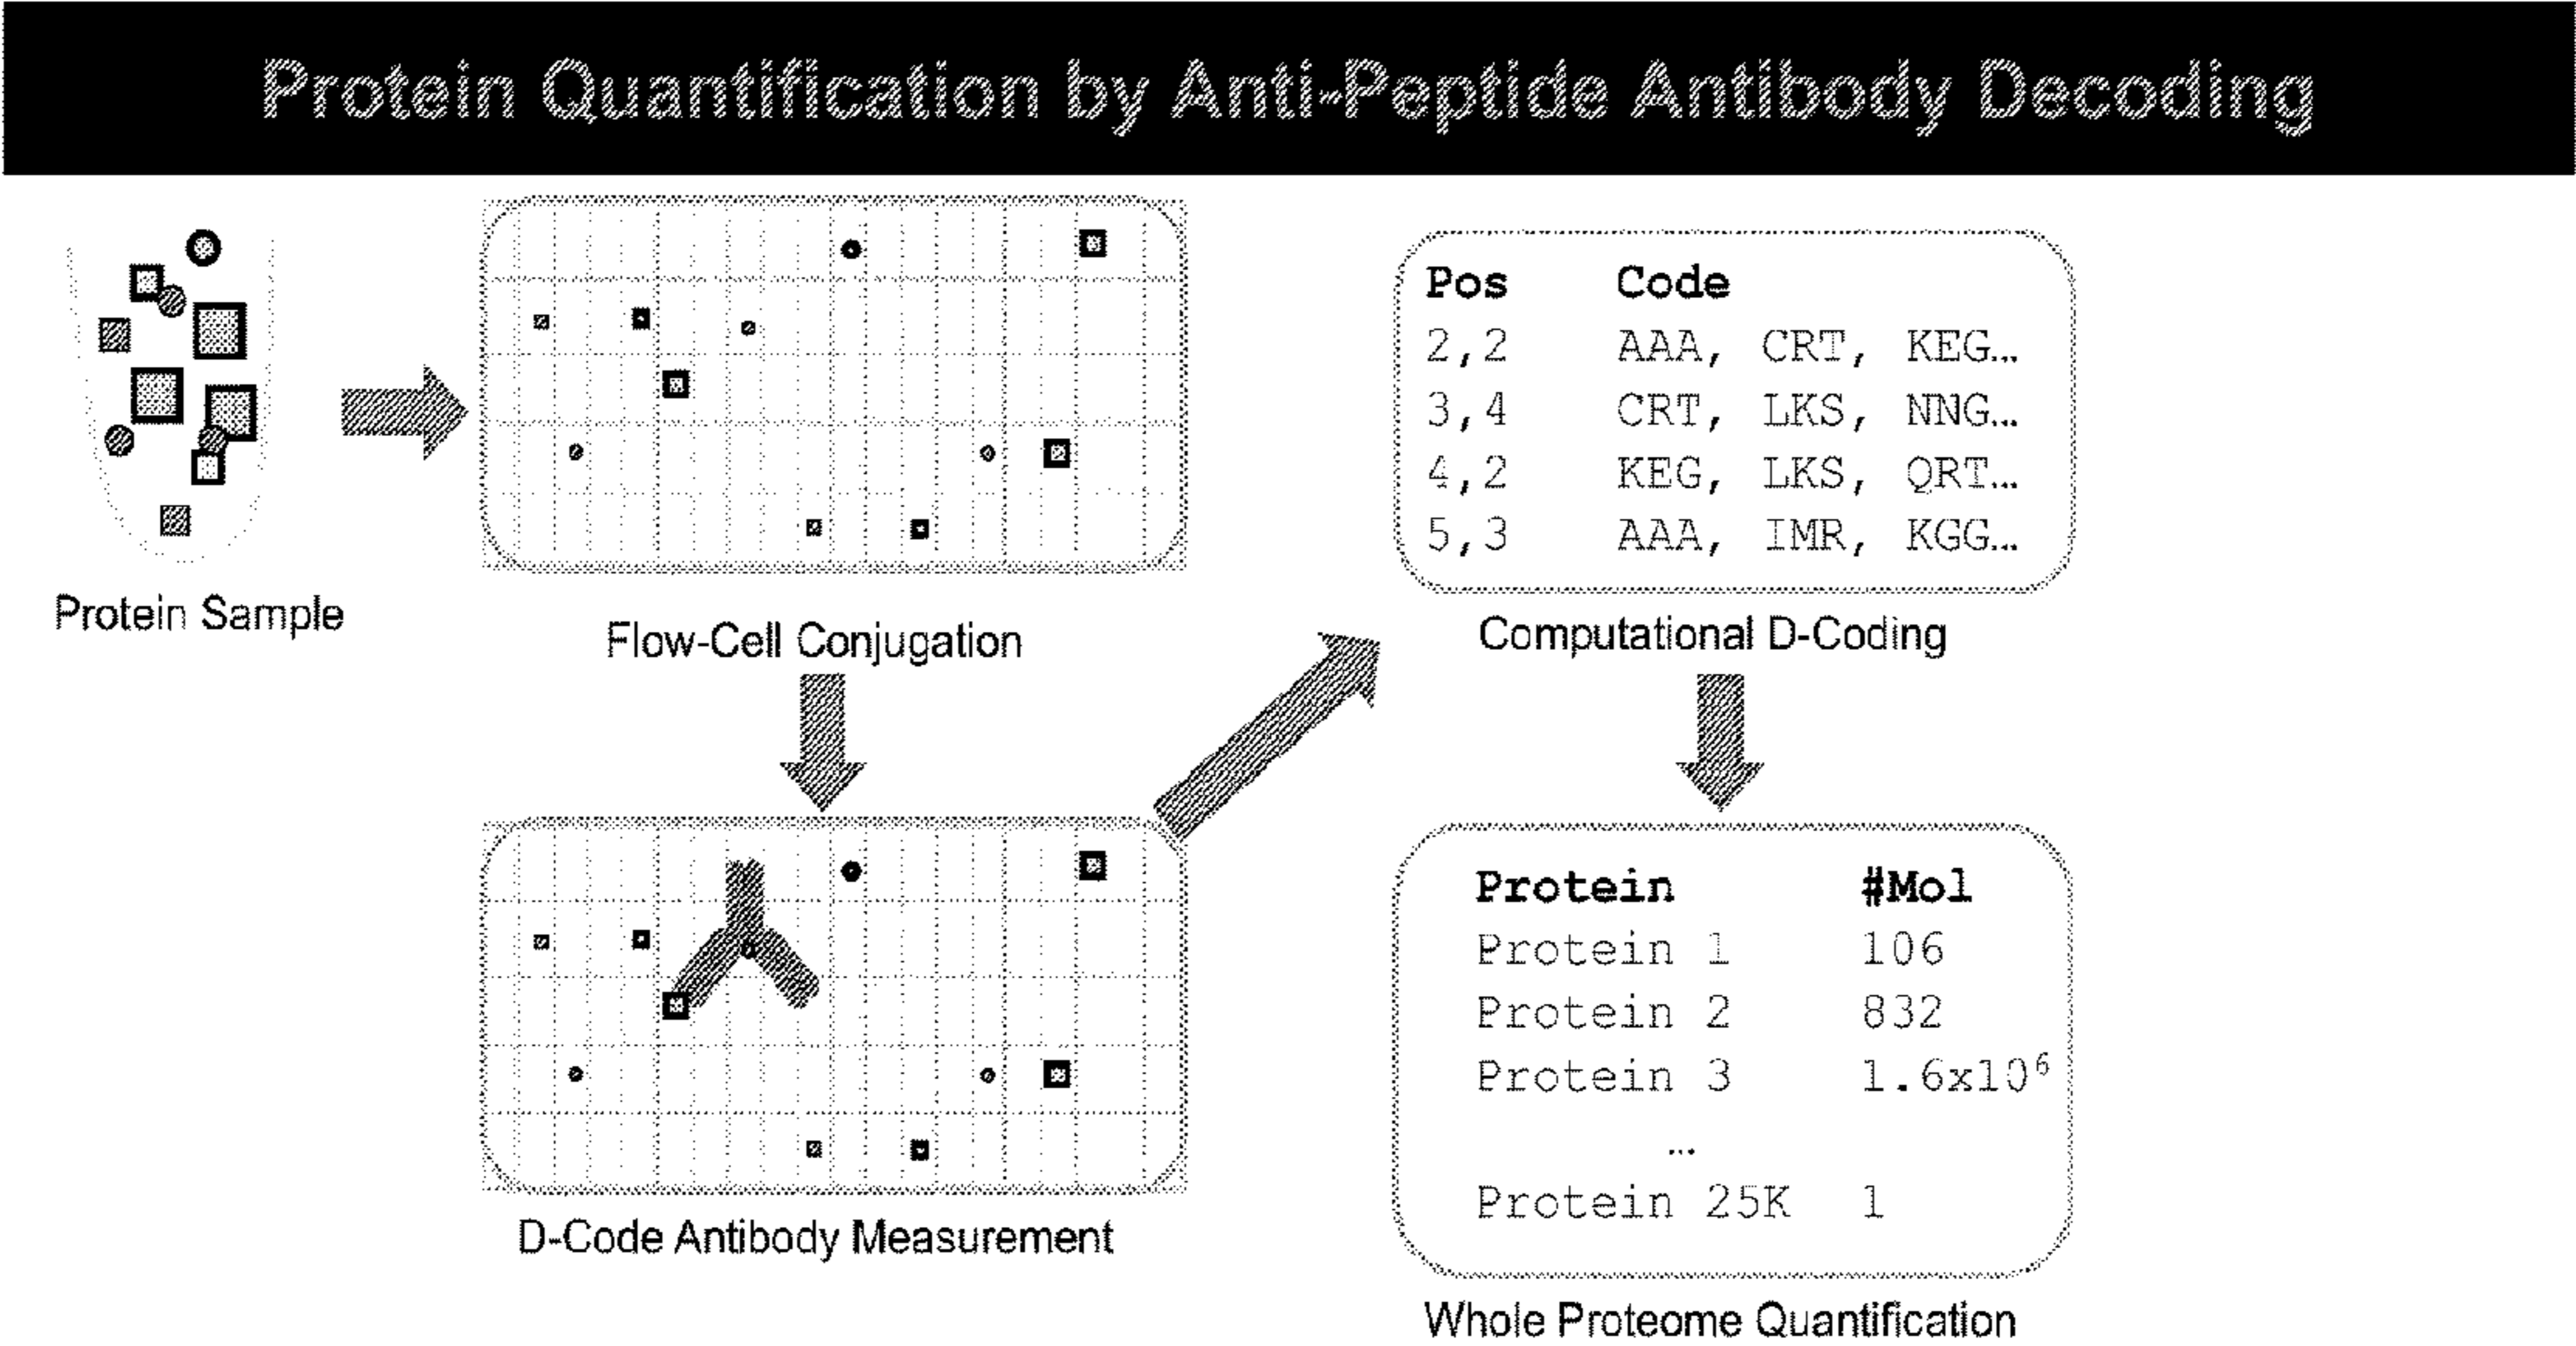 Protein Quantification by Anti-Peptide Antibody Decoding
Protein Sample
Flow-Cell Conjugation
D-Code Antibody Measurement
Pos Code
2,2 AAA, CRT, KEG…
3,4 CRT, LKS, NNG…
4,2 KEG, LKS, QRT…
5,3 AAA, IMR, KGG…
Computational D-Coding
Protein #Mol
Protein 1 106
Protein 2 832
Protein 3 1.6x10⁶
…
Protein 25K 1
Whole Proteome Quantification